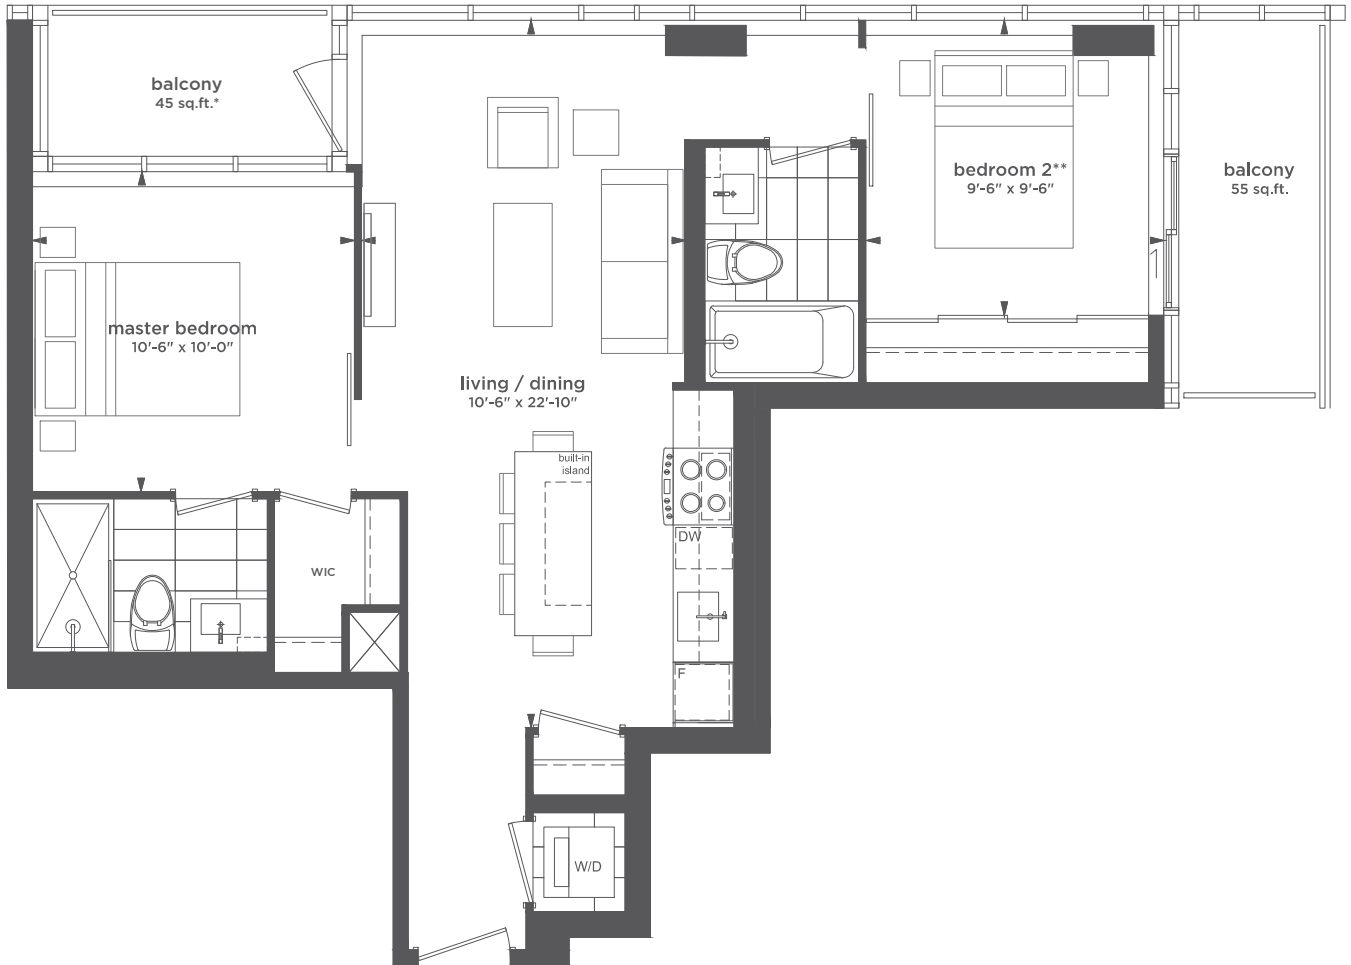 balcony
45 sq.ft.*
bedroom 2**
9'-6" x 9'-6"
balcony
55 sq.ft.
master bedroom
10'-6" x 10'-0"
living / dining
10'-6" x 22'-10"
built-in
island
DW
WIC
F
W/D